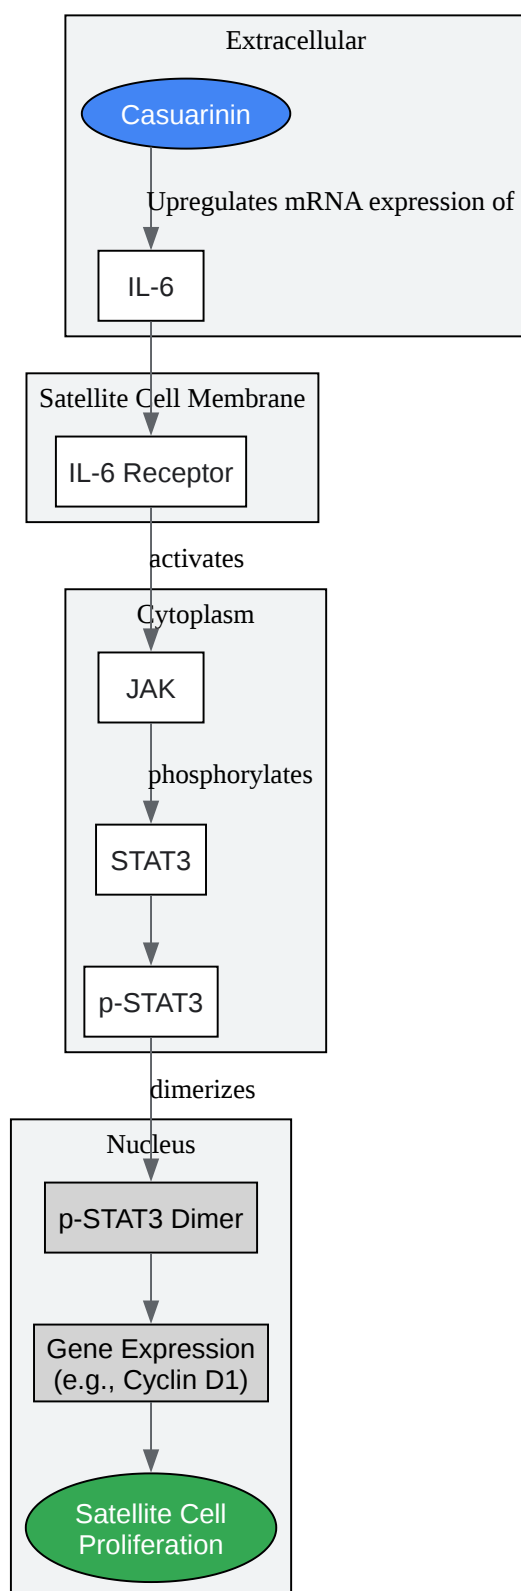 Extracellular
Casuarinin
Upregulates mRNA expression of
IL-6
Satellite Cell Membrane
IL-6 Receptor
activates
Cytoplasm
JAK
phosphorylates
STAT3
p-STAT3
dimerizes
Nucleus
p-STAT3 Dimer
Gene Expression
(e.g., Cyclin D1)
Satellite Cell
Proliferation